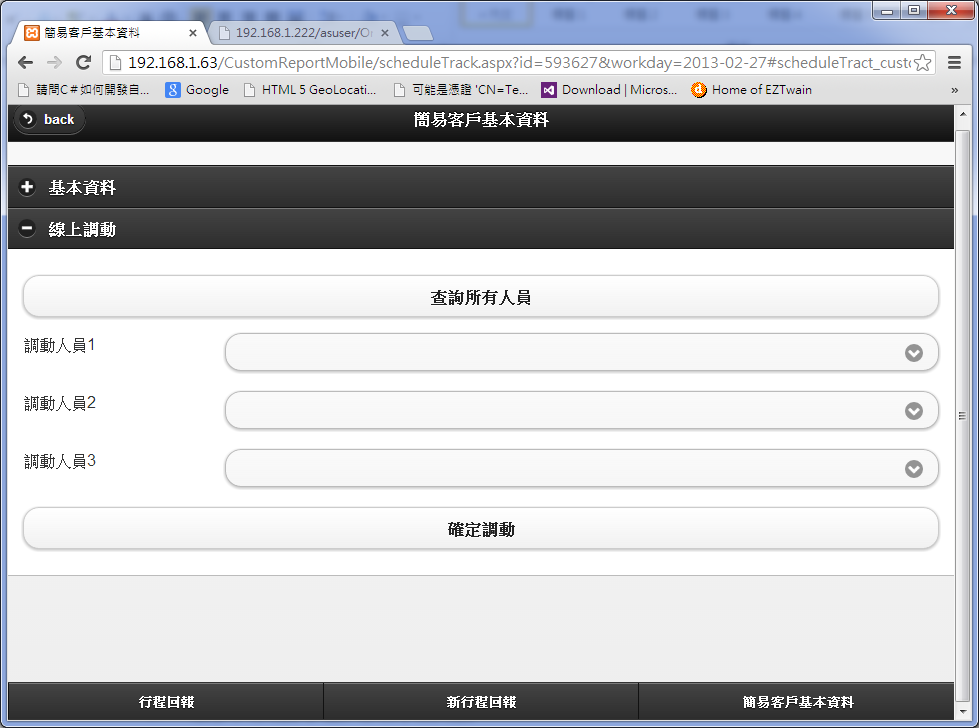 簡易客戶基本資料
192.168.1.222/asuser/Or
192.168.1.63/CustomReportMobile/scheduleTrack.aspx?id=593627&workday=2013-02-27#scheduleTract_custo
請問C＃如何開發自... Google HTML 5 GeoLocati... 可能是憑證 'CN=Te... Download | Micros... Home of EZTwain »
back 簡易客戶基本資料
基本資料
線上調動
查詢所有人員
調動人員1
調動人員2
調動人員3
確定調動
行程回報 新行程回報 簡易客戶基本資料